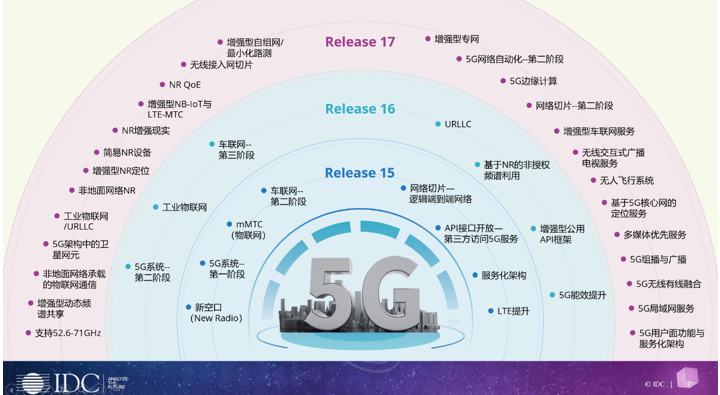 Release 17
增强型自组网/
最小化路测
无线接入网切片
NR QoE
增强型NB-IoT与
LTE-MTC
NR增强现实
简易NR设备
增强型NR定位
非地面网络NR
工业物联网
/URLLC
5G架构中的卫
星网元
非地面网络承载
的物联网通信
增强型动态频
谱共享
支持52.6-71GHz
增强型专网
5G网络自动化--第二阶段
5G边缘计算
网络切片--第二阶段
增强型车联网服务
无线交互式广播
电视服务
无人飞行系统
基于5G核心网的
定位服务
多媒体优先服务
5G组播与广播
5G无线有线融合
5G局域网服务
5G用户面功能与
服务化架构
Release 16
车联网--
第三阶段
工业物联网
5G系统--
第二阶段
URLLC
基于NR的非授权
频谱利用
增强型公用
API框架
5G能效提升
Release 15
车联网--
第二阶段
mMTC
（物联网）
5G系统--
第一阶段
新空口
（New Radio）
网络切片—
逻辑端到端网络
API接口开放—
第三方访问5G服务
服务化架构
LTE提升
5G
IDC
ANALYZE
THE
FUTURE
© IDC |
7